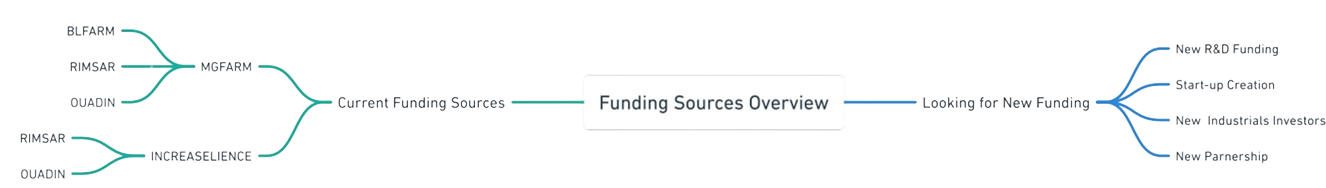 Funding Sources Overview
Current Funding Sources
MGFARM
BLFARM
RIMSAR
OUADIN
INCREASELIENCE
RIMSAR
OUADIN
Looking for New Funding
New R&D Funding
Start-up Creation
New Industrials Investors
New Parnership